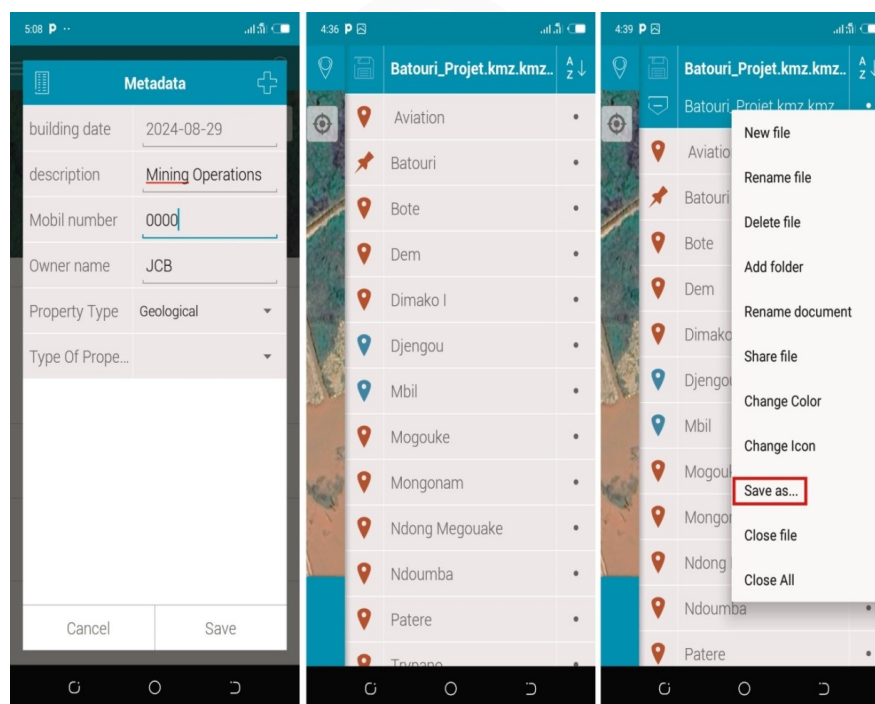 5:08 P
Metadata
building date 2024-08-29
description Mining Operations
Mobil number 0000
Owner name JCB
Property Type Geological
Type Of Prope...
Cancel Save
4:36 P
Batouri_Projet.kmz.kmz.. A Z
Aviation
Batouri
Bote
Dem
Dimako I
Djengou
Mbil
Mogouke
Mongonam
Ndong Megouake
Ndoumba
Patere
Trypano
4:39 P
Batouri_Projet.kmz.kmz.. A Z
Batouri_Projet.kmz.kmz
Aviatio
Batouri
Bote
Dem
Dimako
Djengou
Mbil
Mogouk
Mongon
Ndong
Ndoumba
Patere
New file
Rename file
Delete file
Add folder
Rename document
Share file
Change Color
Change Icon
Save as...
Close file
Close All